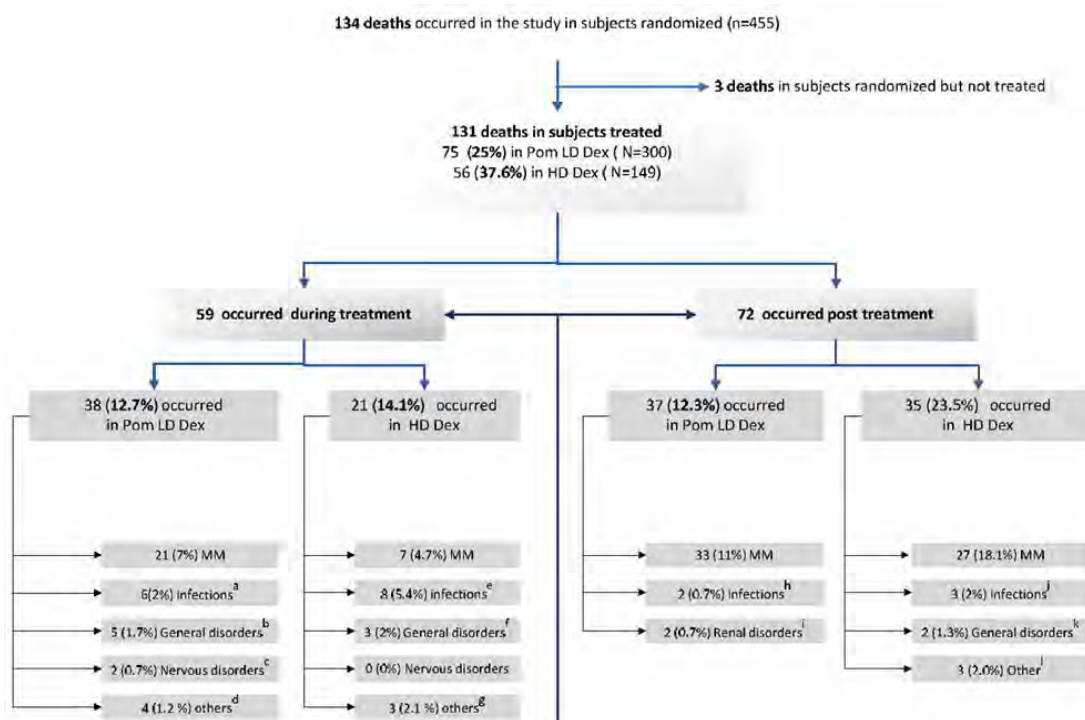 134 deaths occurred in the study in subjects randomized (n=455)
3 deaths in subjects randomized but not treated
131 deaths in subjects treated
75 (25%) in Pom LD Dex ( N=300)
56 (37.6%) in HD Dex ( N=149)
59 occurred during treatment
72 occurred post treatment
38 (12.7%) occurred
in Pom LD Dex
21 (14.1%) occurred
in HD Dex
37 (12.3%) occurred
in Pom LD Dex
35 (23.5%) occurred
in HD Dex
21 (7%) MM
6(2%) Infections a
5 (1.7%) General disorders b
2 (0.7%) Nervous disorders c
4 (1.2 %) others d
7 (4.7%) MM
8 (5.4%) infections e
3 (2%) General disorders f
0 (0%) Nervous disorders
3 (2.1 %) others g
33 (11%) MM
2 (0.7%) Infections h
2 (0.7%) Renal disorders i
27 (18.1%) MM
3 (2%) Infections j
2 (1.3%) General disorders k
3 (2.0%) Other l